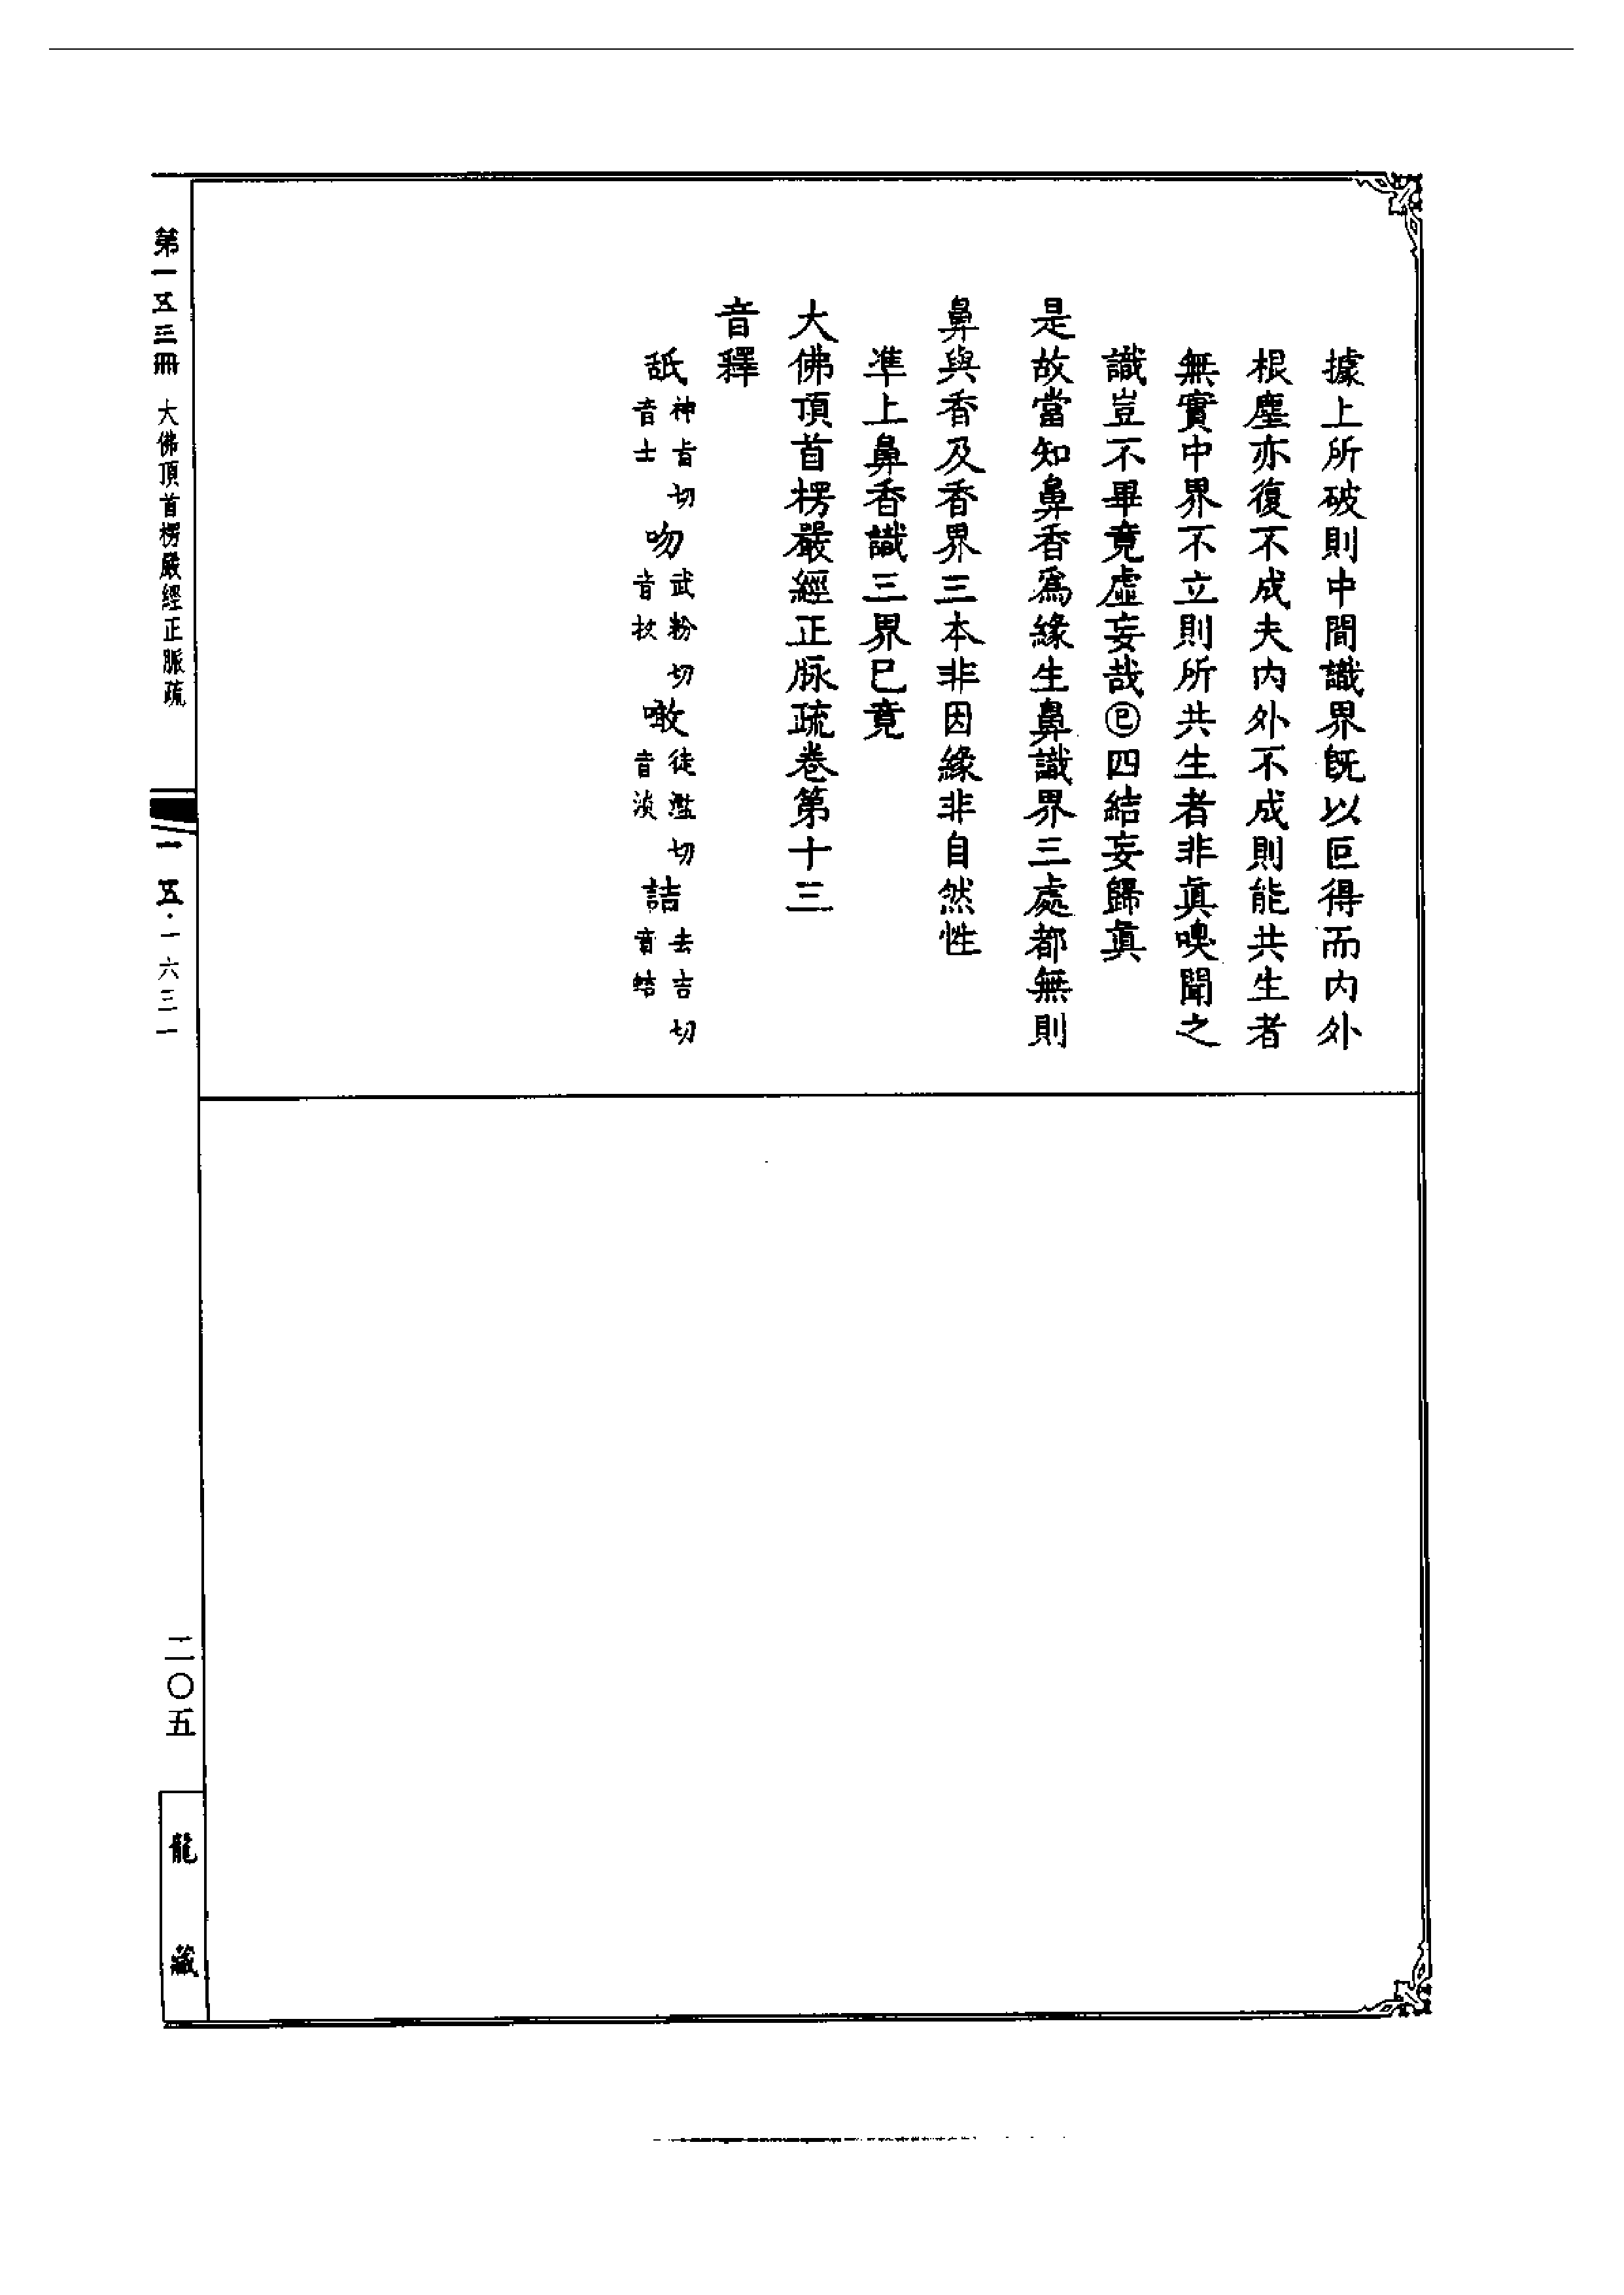 據上所破則中間識界旣以叵得而内外
根塵亦復不成夫内外不成則能共生者
無實中界不立則所共生者非眞嗅聞之
識豈不畢竟虛妄哉㊂四結妄歸眞
是故當知鼻香爲緣生鼻識界三處都無則
鼻與香及香界三本非因緣非自然性
準上鼻香識三界巳竟
大佛頂首楞嚴經正脉疏卷第十三
音釋
舐神旨切音士 吻武粉切音抆 噉徒濫切音淡 詰去吉切音蛣
第一五三冊 大佛頂首楞嚴經正脈疏
一五·一六三一
二〇五
龍藏